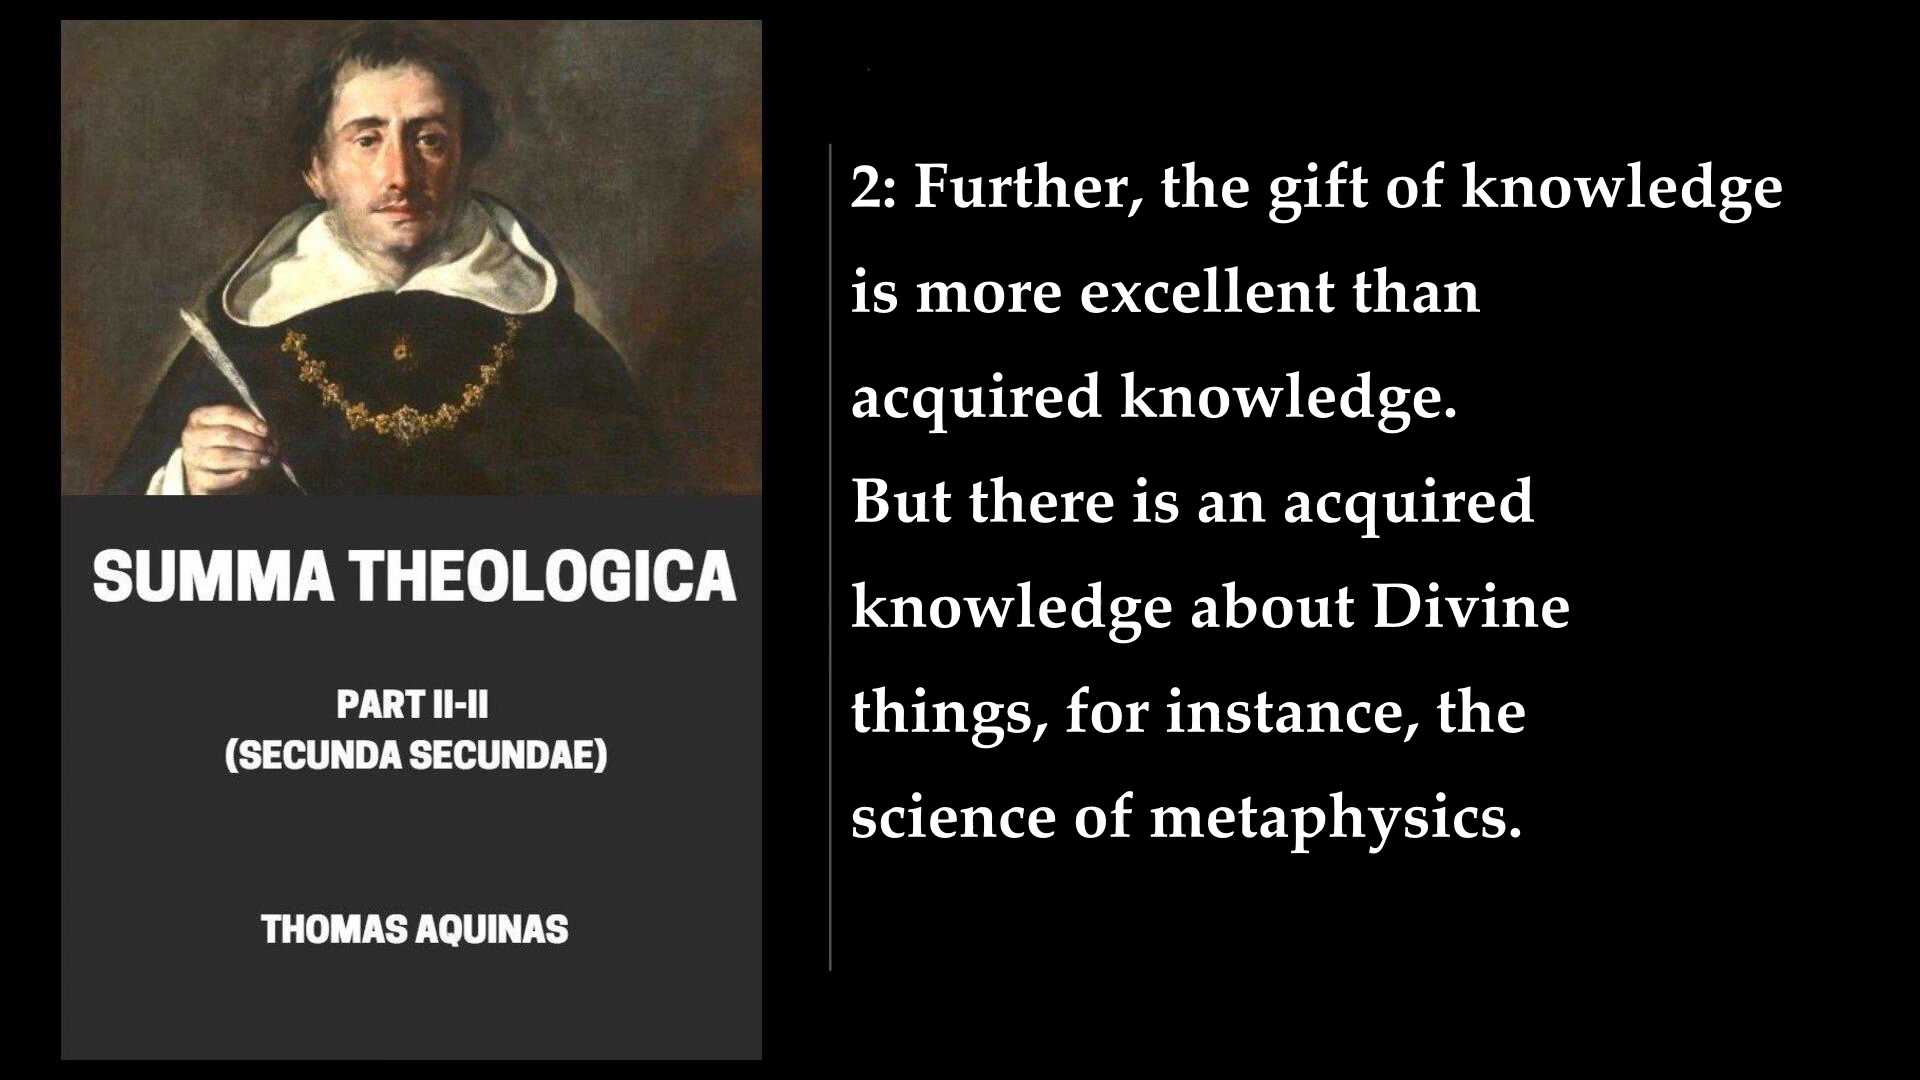 SUMMA THEOLOGICA
PART II-II
(SECUNDA SECUNDAE)
THOMAS AQUINAS
2: Further, the gift of knowledge
is more excellent than
acquired knowledge.
But there is an acquired
knowledge about Divine
things, for instance, the
science of metaphysics.